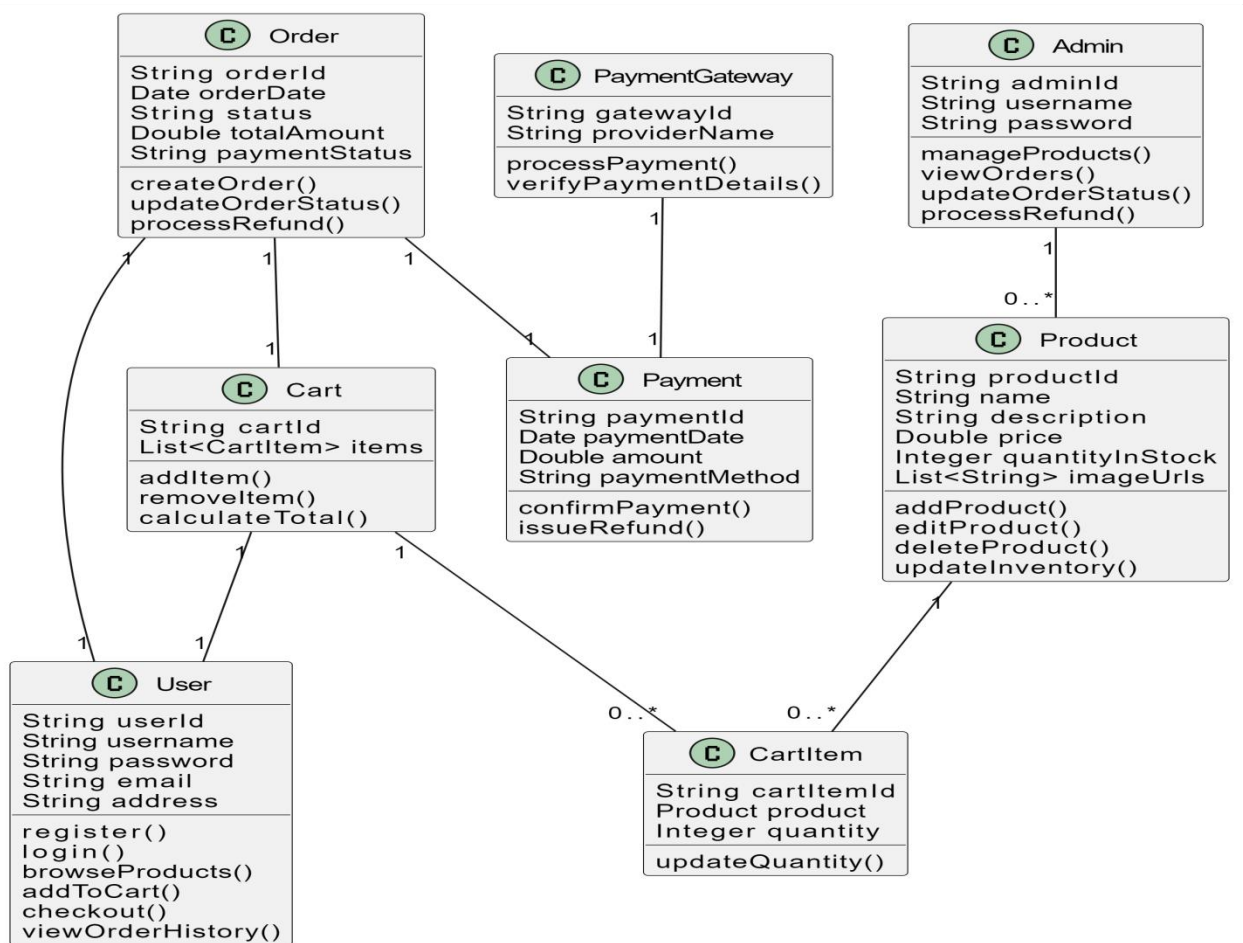 C Order
String orderId
Date orderDate
String status
Double totalAmount
String paymentStatus
createOrder()
updateOrderStatus()
processRefund()
C PaymentGateway
String gatewayId
String providerName
processPayment()
verifyPaymentDetails()
C Admin
String adminId
String username
String password
manageProducts()
viewOrders()
updateOrderStatus()
processRefund()
1
1
1
1
1
0..*
1
1
1
C Cart
String cartId
List<CartItem> items
addItem()
removeItem()
calculateTotal()
C Payment
String paymentId
Date paymentDate
Double amount
String paymentMethod
confirmPayment()
issueRefund()
C Product
String productId
String name
String description
Double price
Integer quantityInStock
List<String> imageUrls
addProduct()
editProduct()
deleteProduct()
updateInventory()
1
1
1
1
1
0..*
0..*
C User
String userId
String username
String password
String email
String address
register()
login()
browseProducts()
addToCart()
checkout()
viewOrderHistory()
C CartItem
String cartItemId
Product product
Integer quantity
updateQuantity()